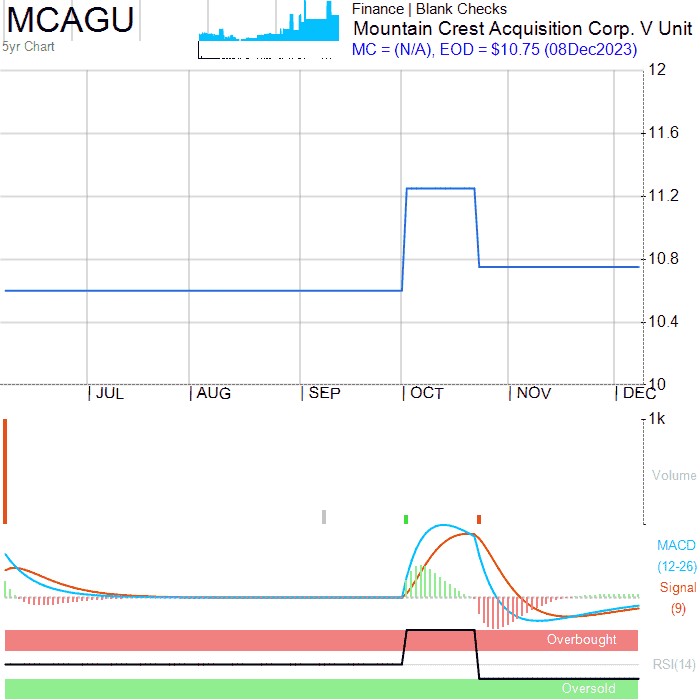 MCAGU
5yr Chart
Finance | Blank Checks
Mountain Crest Acquisition Corp. V Unit
MC = (N/A), EOD = $10.75 (08Dec2023)
12
11.6
11.2
10.8
10.4
10
JUL AUG SEP OCT NOV DEC
1k
Volume
MACD
(12-26)
Signal
(9)
Overbought
RSI(14)
Oversold